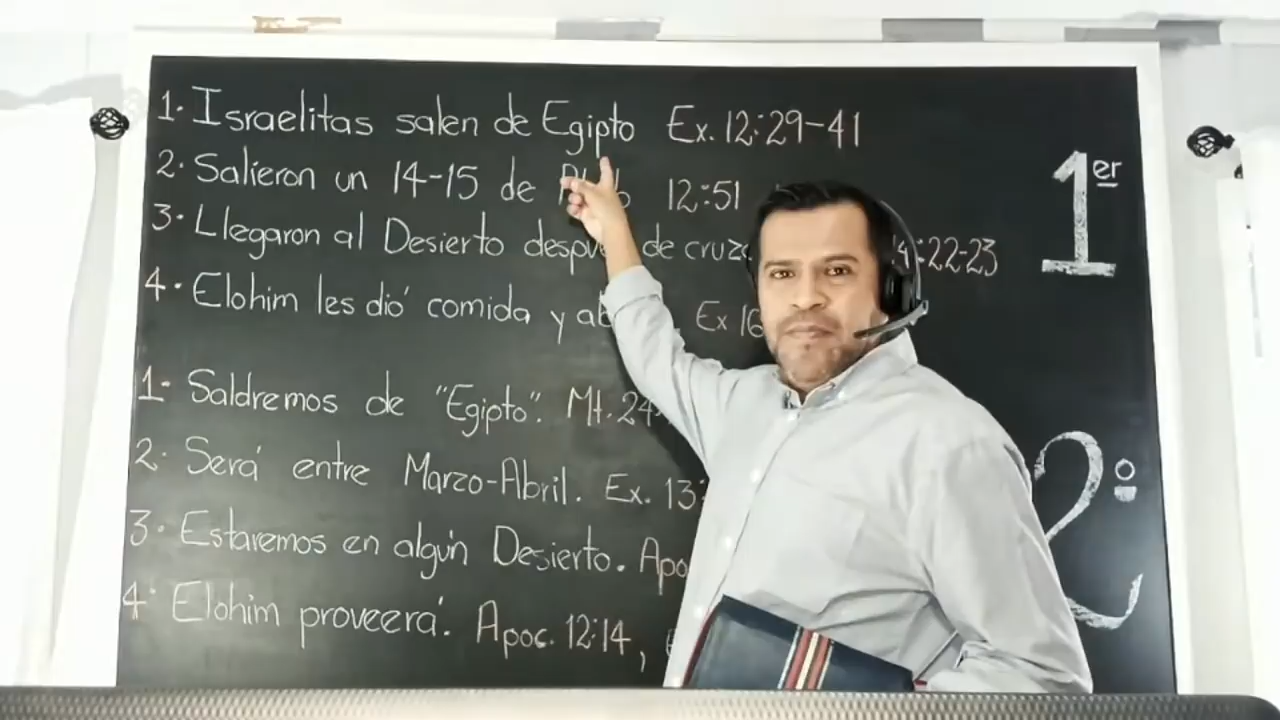 1. Israelitas salen de Egipto Ex. 12:29-41
1er
2. Salieron un 14-15 de 12:51
3. Llegaron al Desierto de :22-23
4. Elohim les dió comida y Ex 16
1- Saldremos de "Egipto". Mt. 24
2º
2. Será entre Marzo-Abril. Ex. 13:
3. Estaremos en algún Desierto. Apo
4. Elohim proveerá. Apoc. 12:14,